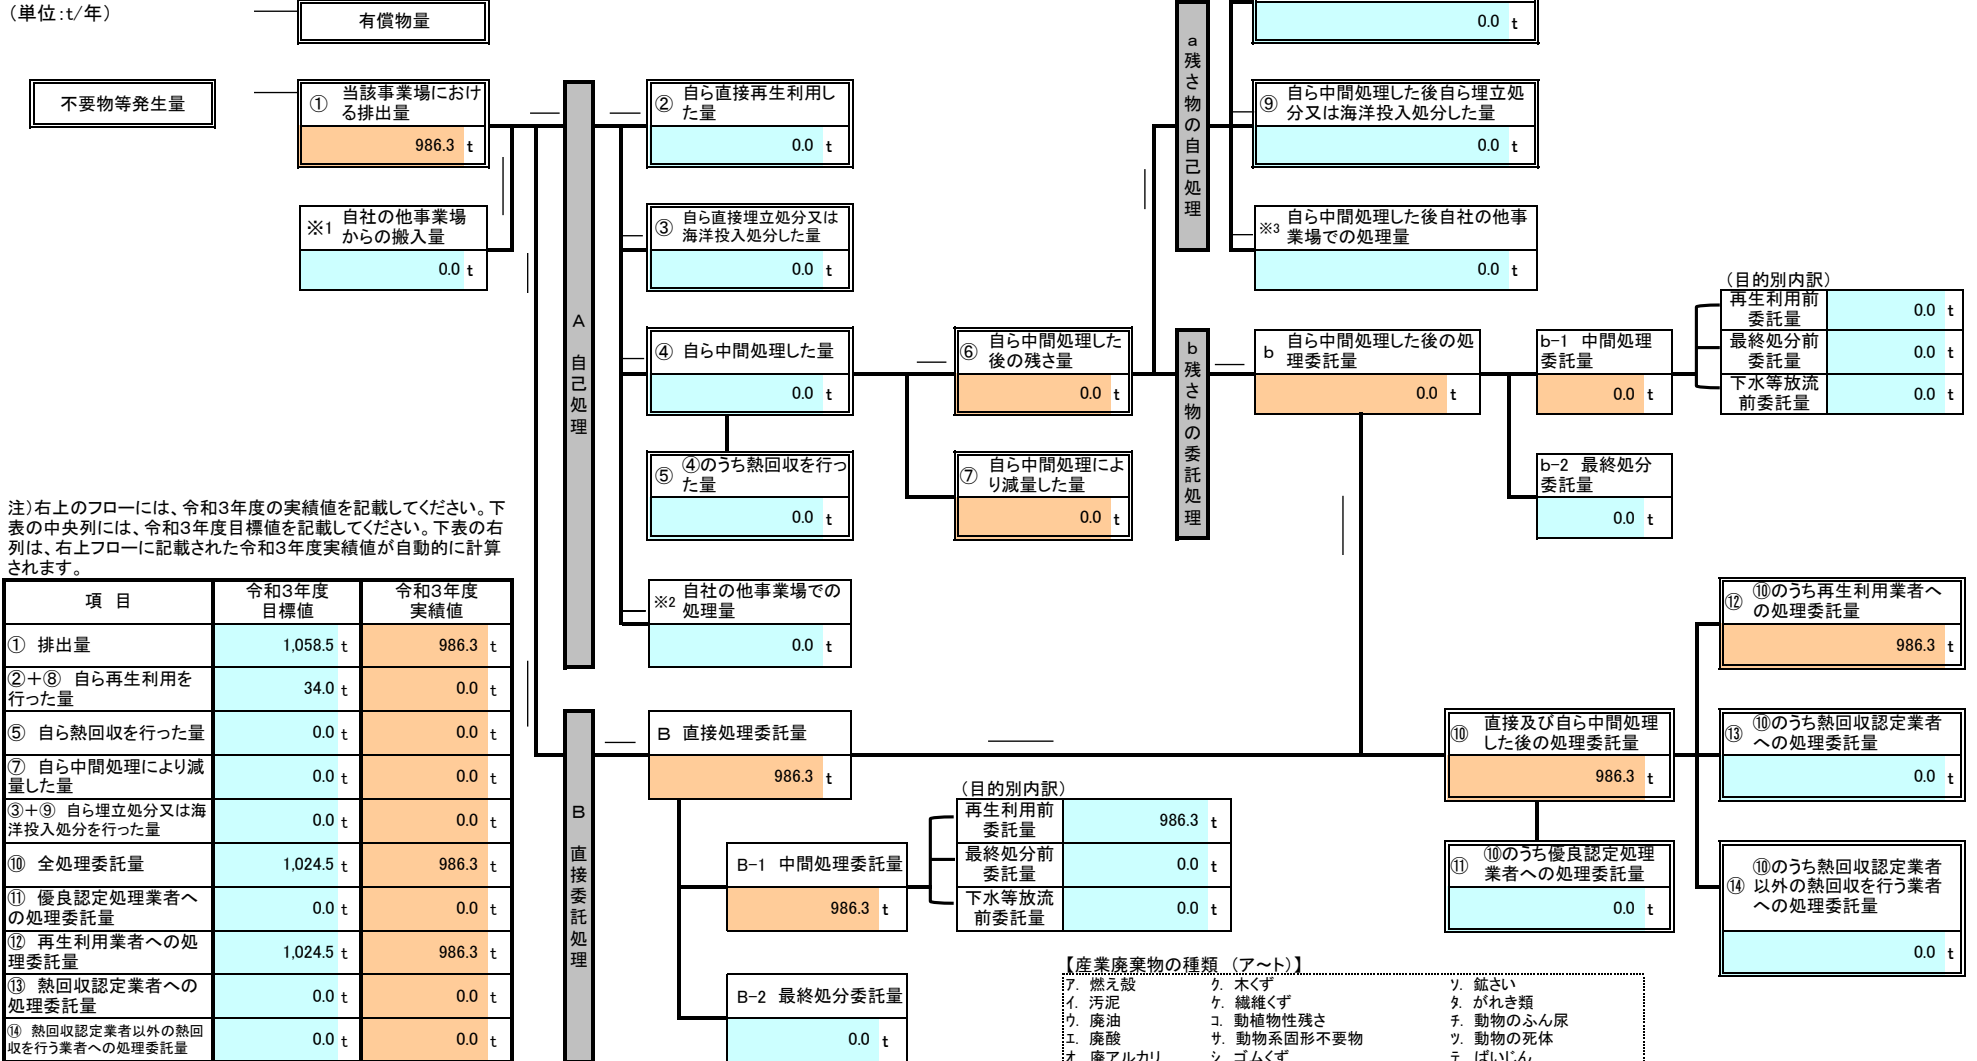 (単位:t/年)
有償物量
0.0 t
不要物等発生量
① 当該事業場におけ
る排出量
986.3 t
※1 自社の他事業場
からの搬入量
0.0 t
A 自己処理
② 自ら直接再生利用し
た量
0.0 t
③ 自ら直接埋立処分又は
海洋投入処分した量
0.0 t
④ 自ら中間処理した量
0.0 t
⑤ ④のうち熱回収を行っ
た量
0.0 t
※2 自社の他事業場での
処理量
0.0 t
⑥ 自ら中間処理した
後の残さ量
0.0 t
⑦ 自ら中間処理によ
り減量した量
0.0 t
a 残さ物の自己処理
⑨ 自ら中間処理した後自ら埋立処
分又は海洋投入処分した量
0.0 t
※3 自ら中間処理した後自社の他事
業場での処理量
0.0 t
b 残さ物の委託処理
b 自ら中間処理した後の処
理委託量
0.0 t
b-1 中間処理
委託量
0.0 t
b-2 最終処分
委託量
0.0 t
(目的別内訳)
再生利用前
委託量 0.0 t
最終処分前
委託量 0.0 t
下水等放流
前委託量 0.0 t
注)右上のフローには、令和3年度の実績値を記載してください。下
表の中央列には、令和3年度目標値を記載してください。下表の右
列は、右上フローに記載された令和3年度実績値が自動的に計算
されます。
項 目 令和3年度 目標値 令和3年度 実績値
① 排出量 1,058.5 t 986.3 t
②+⑧ 自ら再生利用を
行った量 34.0 t 0.0 t
⑤ 自ら熱回収を行った量 0.0 t 0.0 t
⑦ 自ら中間処理により減
量した量 0.0 t 0.0 t
③+⑨ 自ら埋立処分又は海
洋投入処分を行った量 0.0 t 0.0 t
⑩ 全処理委託量 1,024.5 t 986.3 t
⑪ 優良認定処理業者へ
の処理委託量 0.0 t 0.0 t
⑫ 再生利用業者への処
理委託量 1,024.5 t 986.3 t
⑬ 熱回収認定業者への
処理委託量 0.0 t 0.0 t
⑭ 熱回収認定業者以外の熱回
収を行う業者への処理委託量 0.0 t 0.0 t
B 直接委託処理
B 直接処理委託量
986.3 t
B-1 中間処理委託量
986.3 t
B-2 最終処分委託量
0.0 t
(目的別内訳)
再生利用前
委託量 986.3 t
最終処分前
委託量 0.0 t
下水等放流
前委託量 0.0 t
⑩ 直接及び自ら中間処理
した後の処理委託量
986.3 t
⑪ ⑩のうち優良認定処理
業者への処理委託量
0.0 t
⑫ ⑩のうち再生利用業者へ
の処理委託量
986.3 t
⑬ ⑩のうち熱回収認定業者
への処理委託量
0.0 t
⑭ ⑩のうち熱回収認定業者
以外の熱回収を行う業者
への処理委託量
0.0 t
【産業廃棄物の種類 (ア~ト)】
ア. 燃え殻 ク. 木くず ソ. 鉱さい
イ. 汚泥 ケ. 繊維くず タ. がれき類
ウ. 廃油 コ. 動植物性残さ チ. 動物のふん尿
エ. 廃酸 サ. 動物系固形不要物 ツ. 動物の死体
オ. 廃アルカリ シ. ゴムくず テ. ばいじん